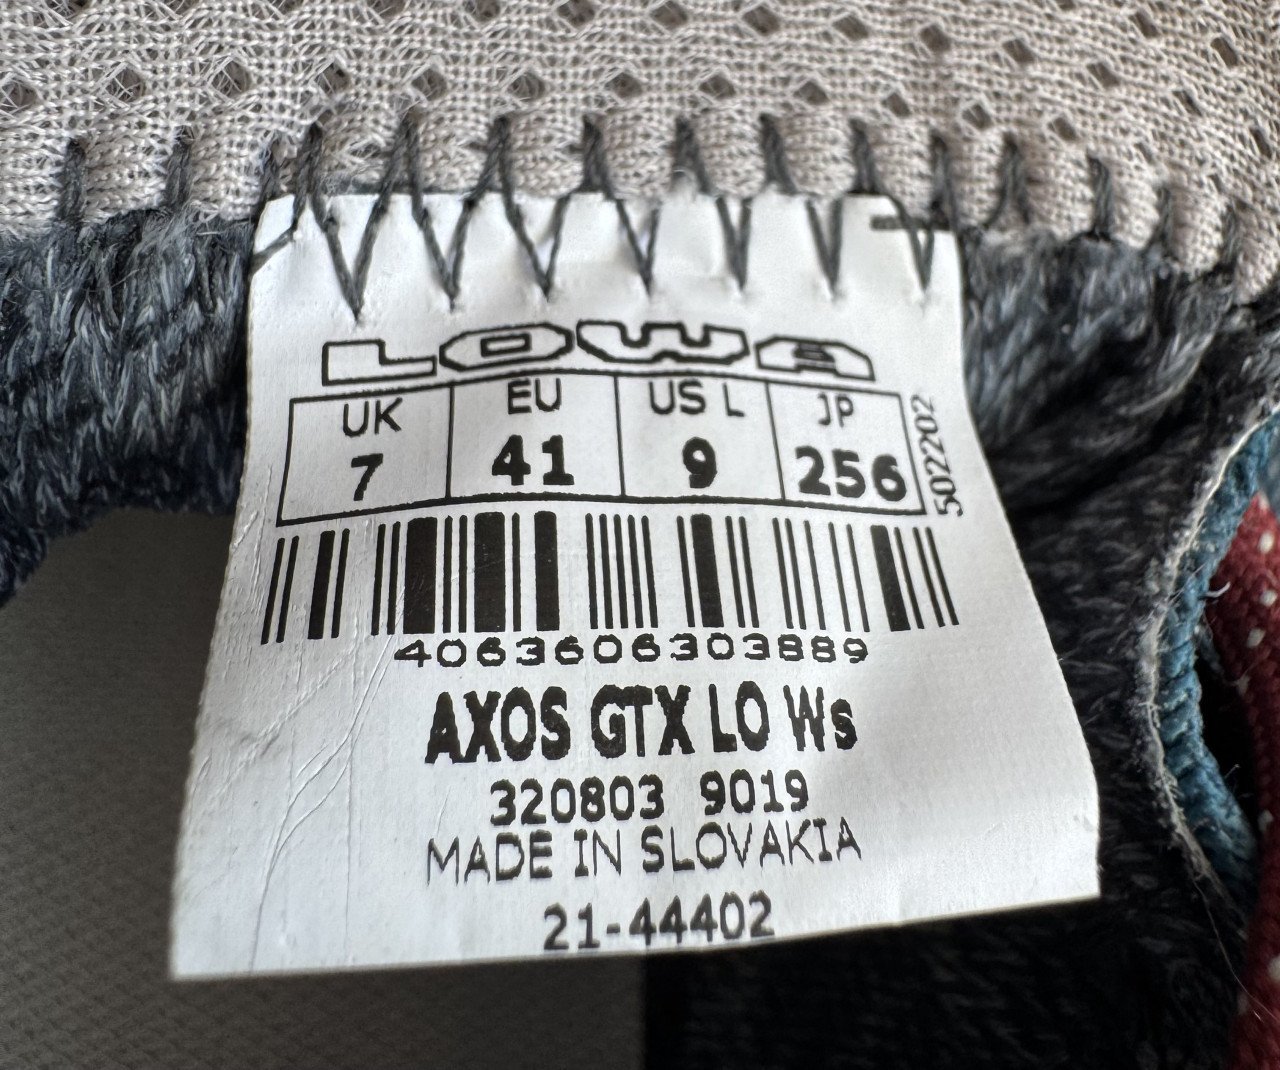 LOWA
UK EU US L JP
7 41 9 256
5022202
4063606303889
AXOS GTX LO Ws
320803 9019
MADE IN SLOVAKIA
21-44402